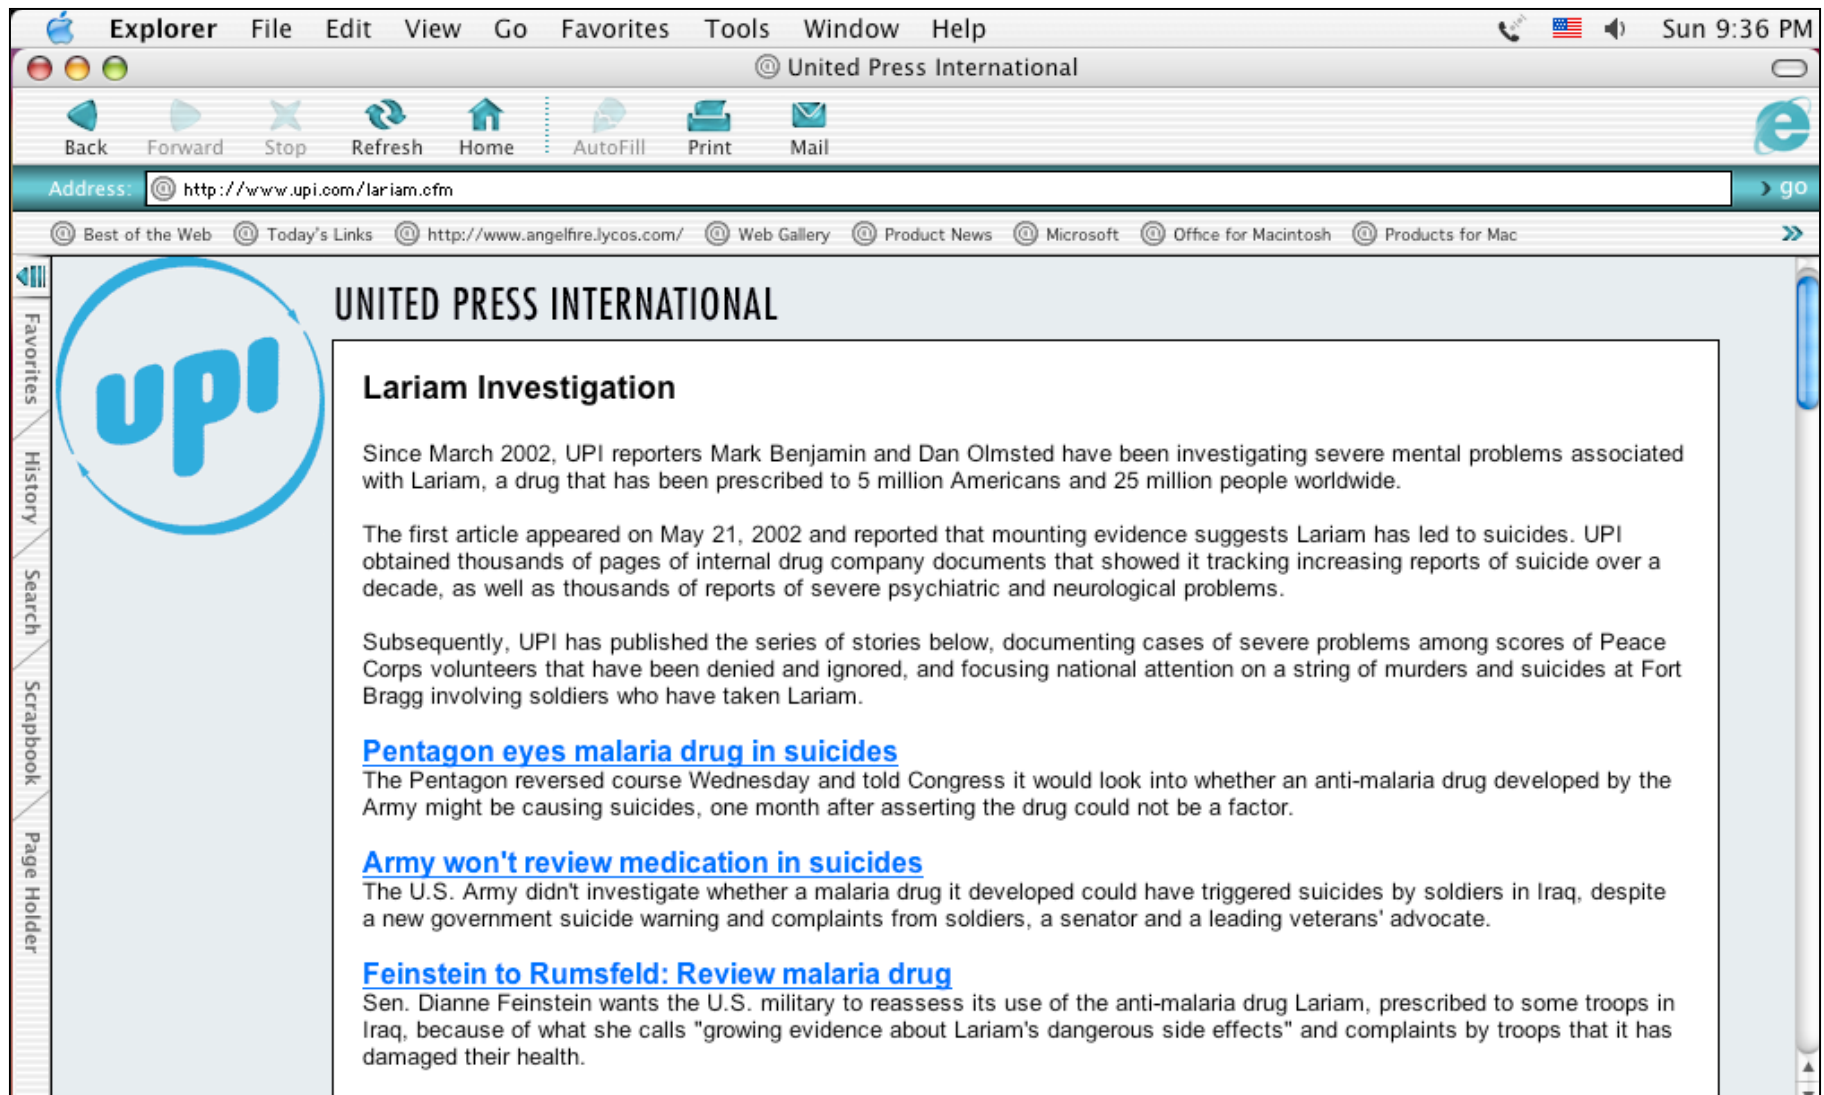 Explorer File Edit View Go Favorites Tools Window Help Sun 9:36 PM
United Press International
Back Forward Stop Refresh Home AutoFill Print Mail
Address: http://www.upi.com/lariam.cfm go
Best of the Web Today's Links http://www.angelfire.lycos.com/ Web Gallery Product News Microsoft Office for Macintosh Products for Mac
Favorites
History
Search
Scrapbook
Page Holder
upi
UNITED PRESS INTERNATIONAL
Lariam Investigation
Since March 2002, UPI reporters Mark Benjamin and Dan Olmsted have been investigating severe mental problems associated
with Lariam, a drug that has been prescribed to 5 million Americans and 25 million people worldwide.
The first article appeared on May 21, 2002 and reported that mounting evidence suggests Lariam has led to suicides. UPI
obtained thousands of pages of internal drug company documents that showed it tracking increasing reports of suicide over a
decade, as well as thousands of reports of severe psychiatric and neurological problems.
Subsequently, UPI has published the series of stories below, documenting cases of severe problems among scores of Peace
Corps volunteers that have been denied and ignored, and focusing national attention on a string of murders and suicides at Fort
Bragg involving soldiers who have taken Lariam.
Pentagon eyes malaria drug in suicides
The Pentagon reversed course Wednesday and told Congress it would look into whether an anti-malaria drug developed by the
Army might be causing suicides, one month after asserting the drug could not be a factor.
Army won't review medication in suicides
The U.S. Army didn't investigate whether a malaria drug it developed could have triggered suicides by soldiers in Iraq, despite
a new government suicide warning and complaints from soldiers, a senator and a leading veterans' advocate.
Feinstein to Rumsfeld: Review malaria drug
Sen. Dianne Feinstein wants the U.S. military to reassess its use of the anti-malaria drug Lariam, prescribed to some troops in
Iraq, because of what she calls "growing evidence about Lariam's dangerous side effects" and complaints by troops that it has
damaged their health.